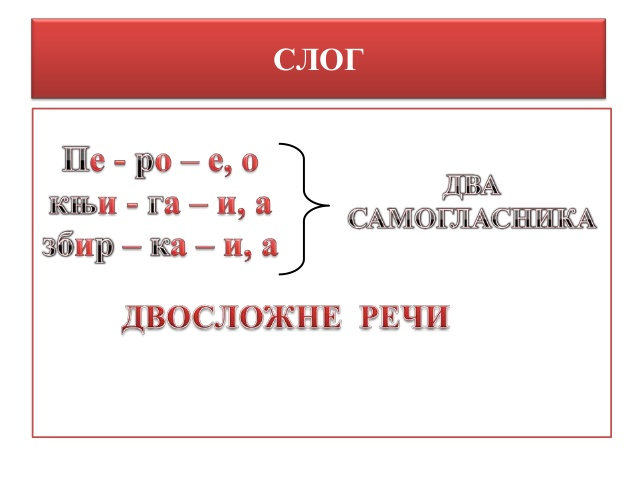 СЛОГ
Пе - ро – е, о
књи - га – и, а
збир – ка – и, а
ДВА
САМОГЛАСНИКА
ДВОСЛОЖНЕ РЕЧИ